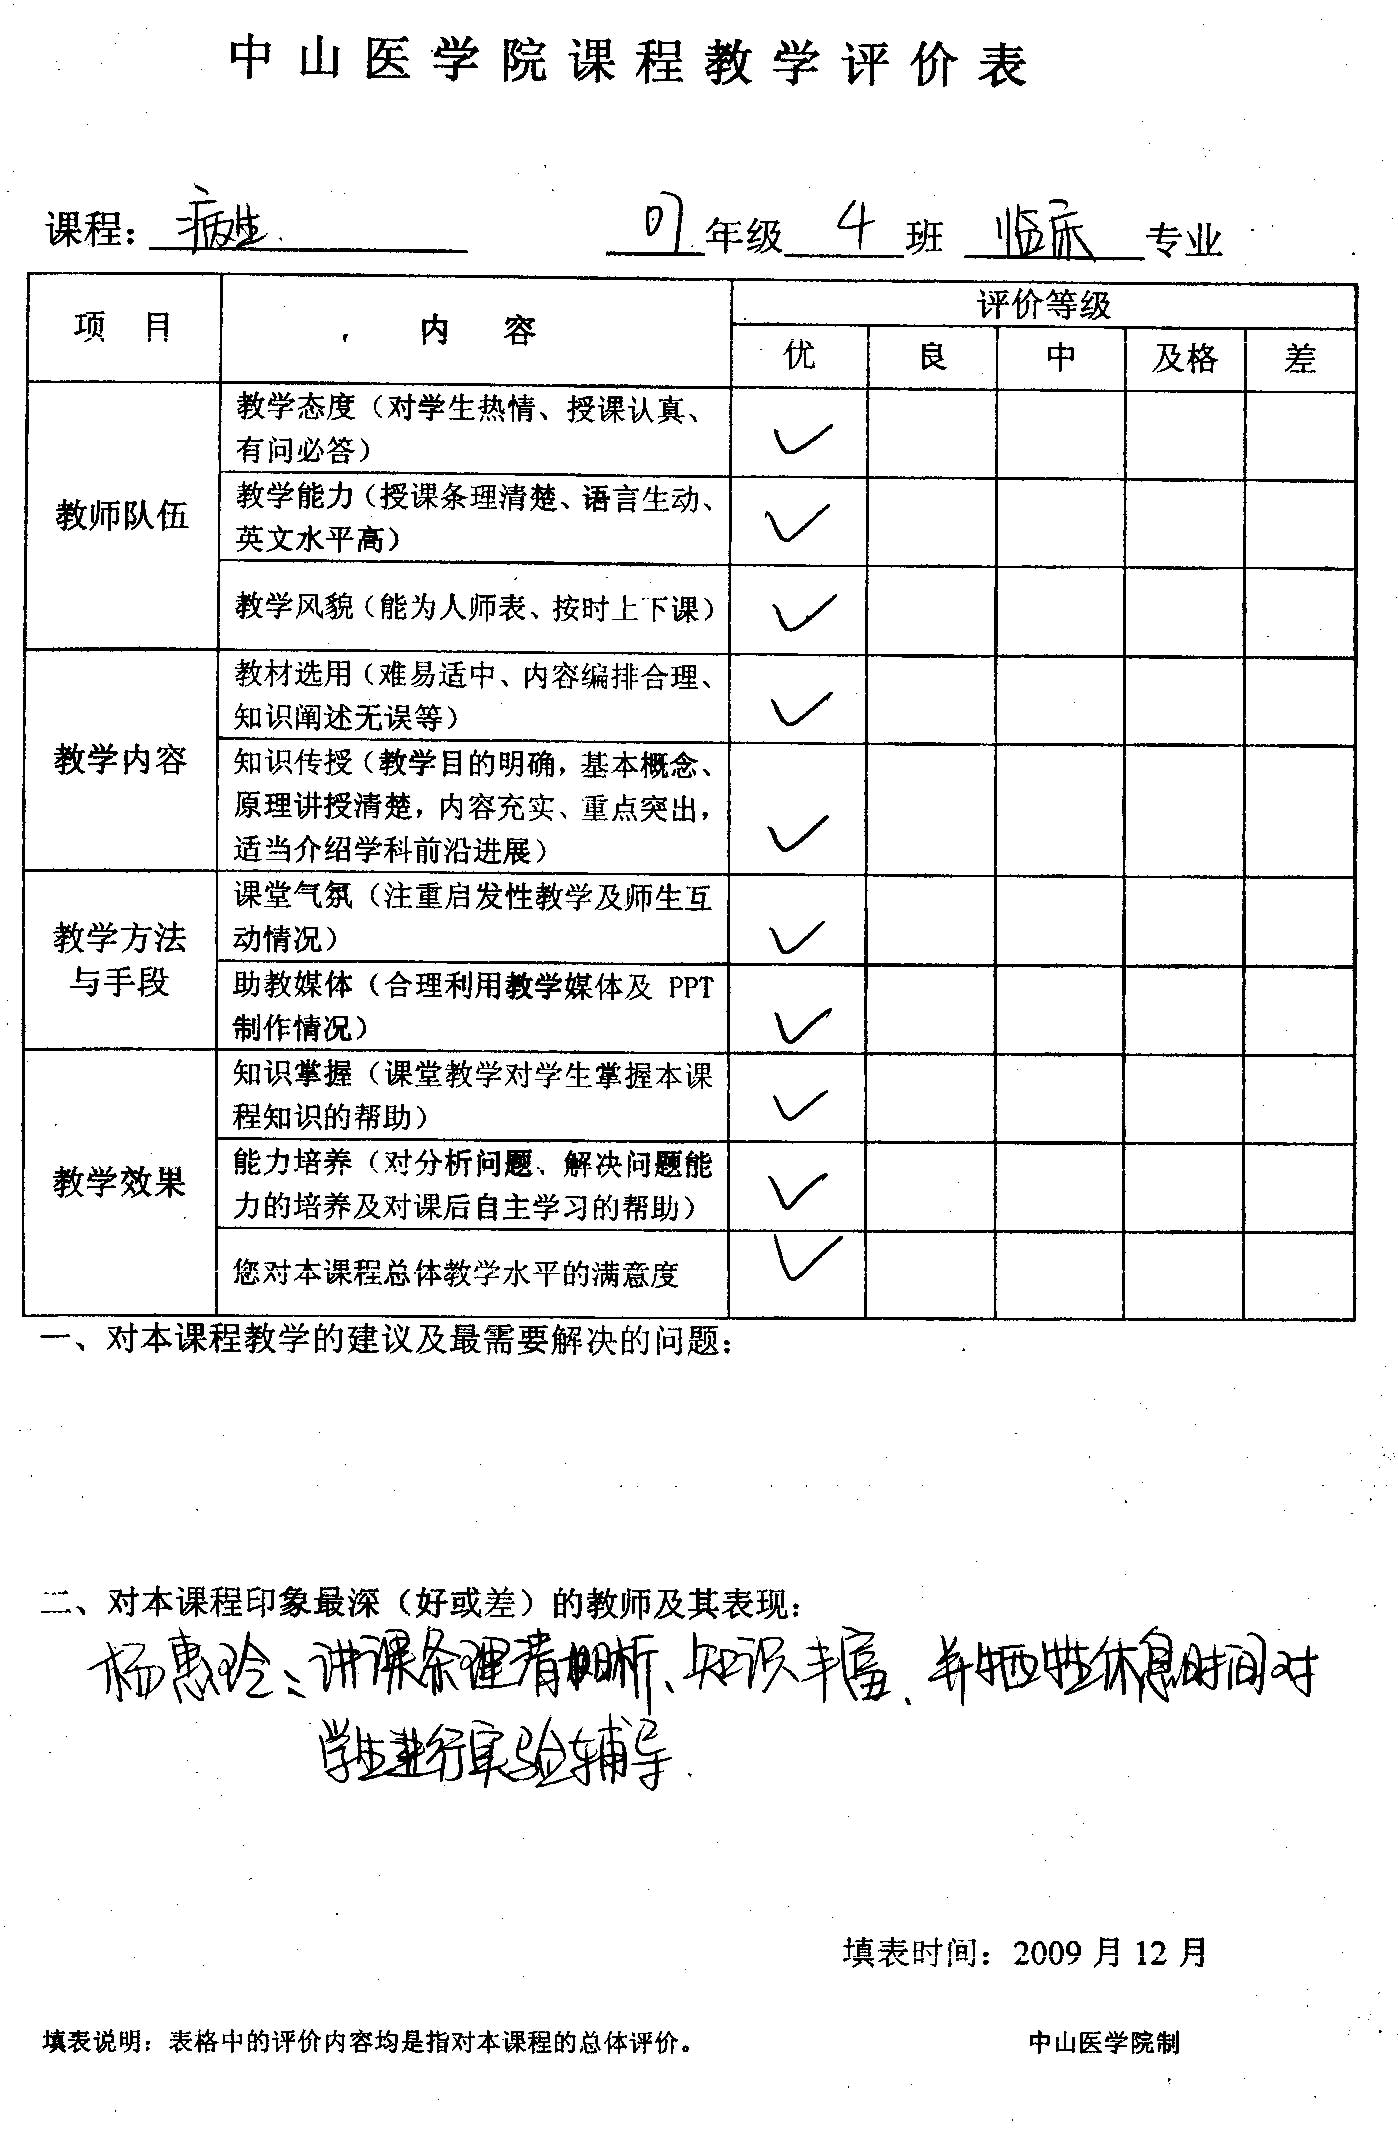 中山医学院课程教学评价表
课程：病生. 07年级 4 班 临床 专业
项 目 内 容 评价等级
优 良 中 及格 差
教师队伍
教学态度（对学生热情、授课认真、
有问必答） ✓
教学能力（授课条理清楚、语言生动、
英文水平高） ✓
教学风貌（能为人师表、按时上下课） ✓
教学内容
教材选用（难易适中、内容编排合理、
知识阐述无误等） ✓
知识传授（教学目的明确，基本概念、
原理讲授清楚，内容充实、重点突出，
适当介绍学科前沿进展） ✓
教学方法
与手段
课堂气氛（注重启发性教学及师生互
动情况） ✓
助教媒体（合理利用教学媒体及 PPT
制作情况） ✓
教学效果
知识掌握（课堂教学对学生掌握本课
程知识的帮助） ✓
能力培养（对分析问题、解决问题能
力的培养及对课后自主学习的帮助） ✓
您对本课程总体教学水平的满意度 ✓
一、对本课程教学的建议及最需要解决的问题：
二、对本课程印象最深（好或差）的教师及其表现：
杨惠玲：讲课条理清晰、知识丰富、并牺牲休息时间对
学生进行实验辅导.
填表时间：2009 月 12 月
填表说明：表格中的评价内容均是指对本课程的总体评价。 中山医学院制